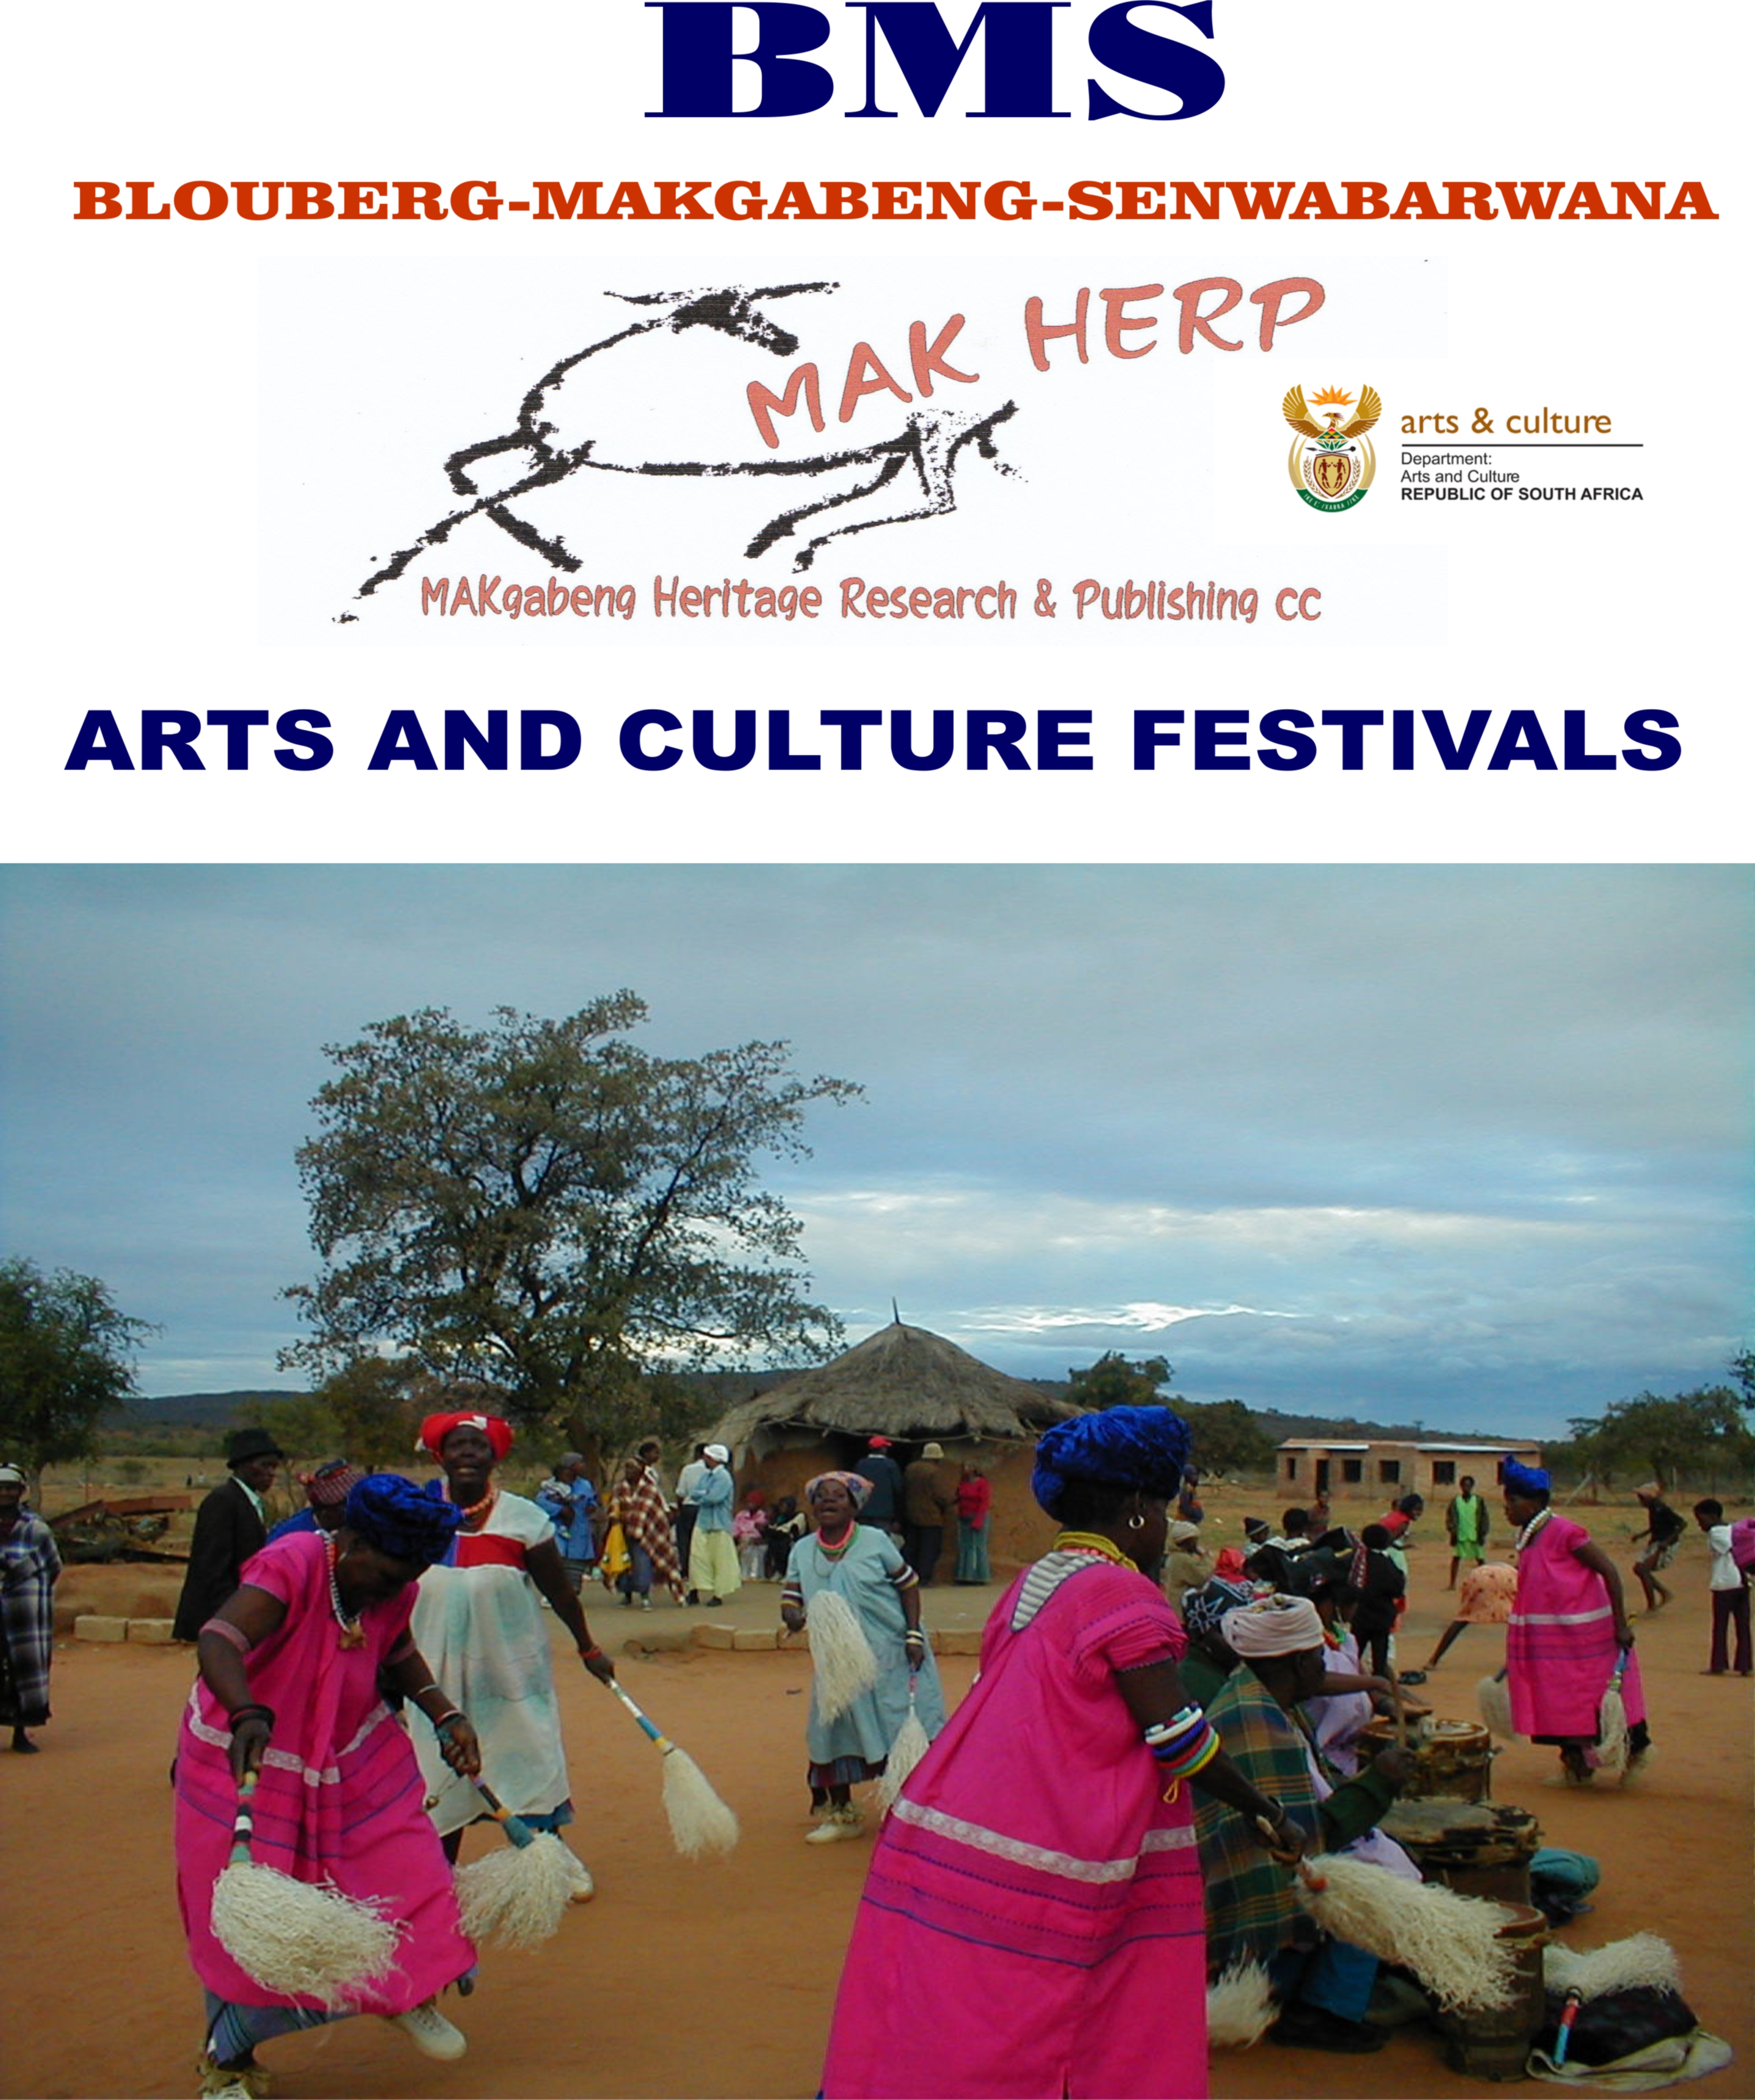 BMS
BLOUBERG-MAKGABENG-SENWABARWANA
MAK HERP
arts & culture
Department:
Arts and Culture
REPUBLIC OF SOUTH AFRICA
MAKgabeng Heritage Research & Publishing cc
ARTS AND CULTURE FESTIVALS